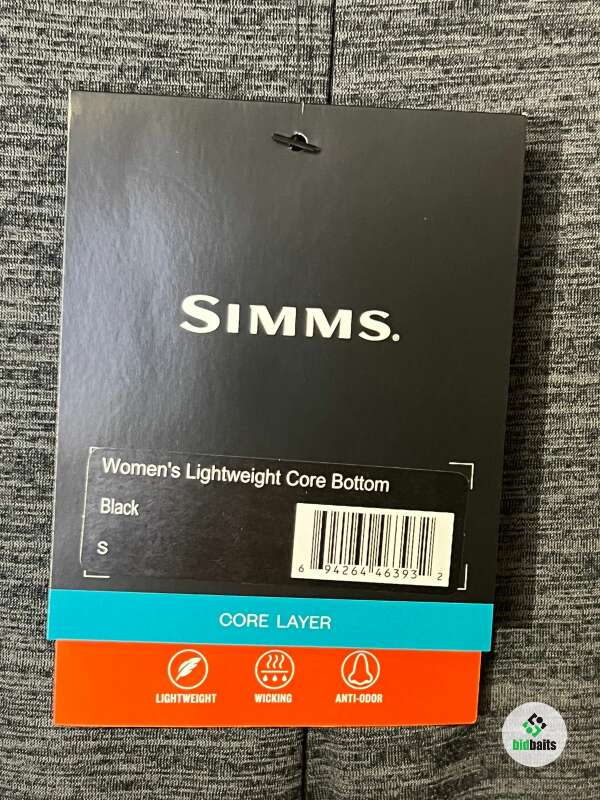 SIMMS.
Women's Lightweight Core Bottom
Black
S
6 94264 46393 2
CORE LAYER
LIGHTWEIGHT WICKING ANTI-ODOR
bidbaits